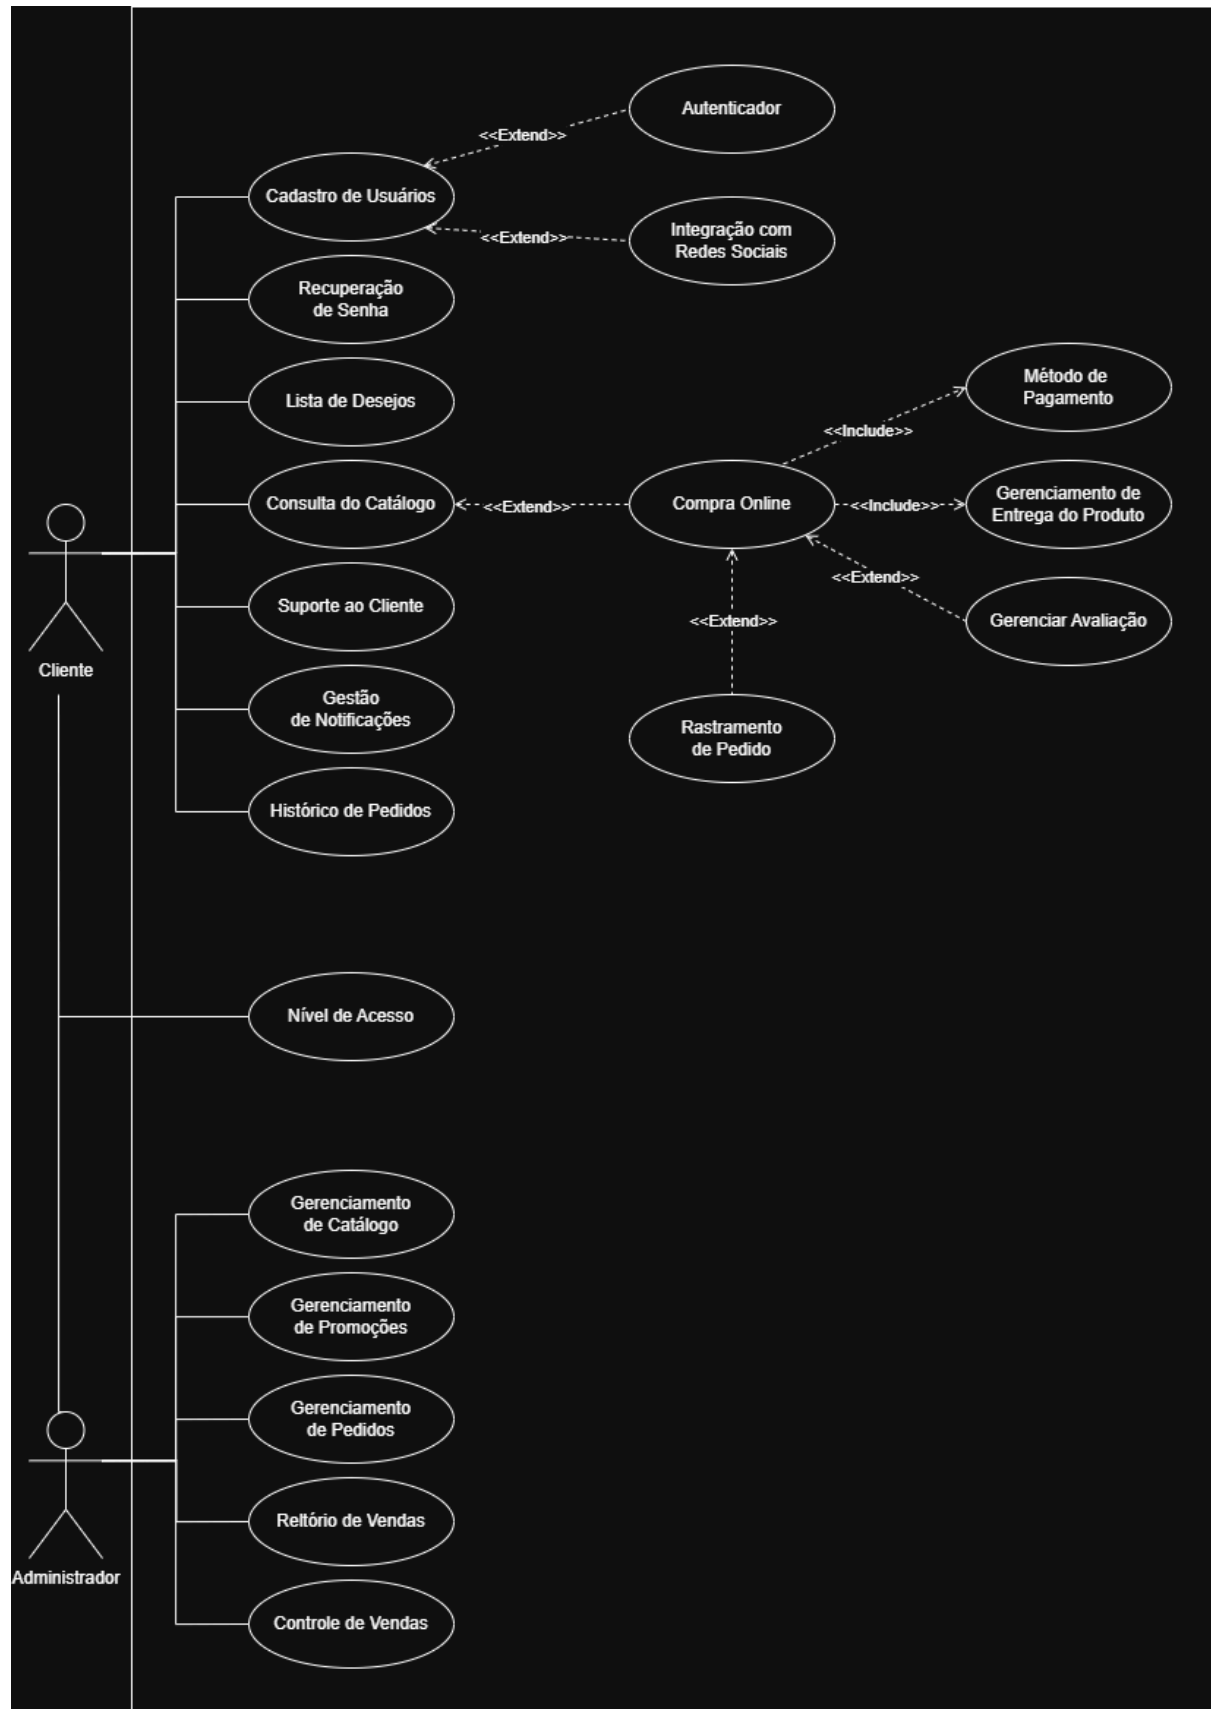 Autenticador
<<Extend>>
Cadastro de Usuários
<<Extend>>
Integração com
Redes Sociais
Recuperação
de Senha
Lista de Desejos
Método de
Pagamento
<<Include>>
Consulta do Catálogo
<<Extend>>
Compra Online
<<Include>>
Gerenciamento de
Entrega do Produto
<<Extend>>
Gerenciar Avaliação
Suporte ao Cliente
<<Extend>>
Cliente
Gestão
de Notificações
Rastramento
de Pedido
Histórico de Pedidos
Nível de Acesso
Gerenciamento
de Catálogo
Gerenciamento
de Promoções
Gerenciamento
de Pedidos
Reltório de Vendas
Administrador
Controle de Vendas